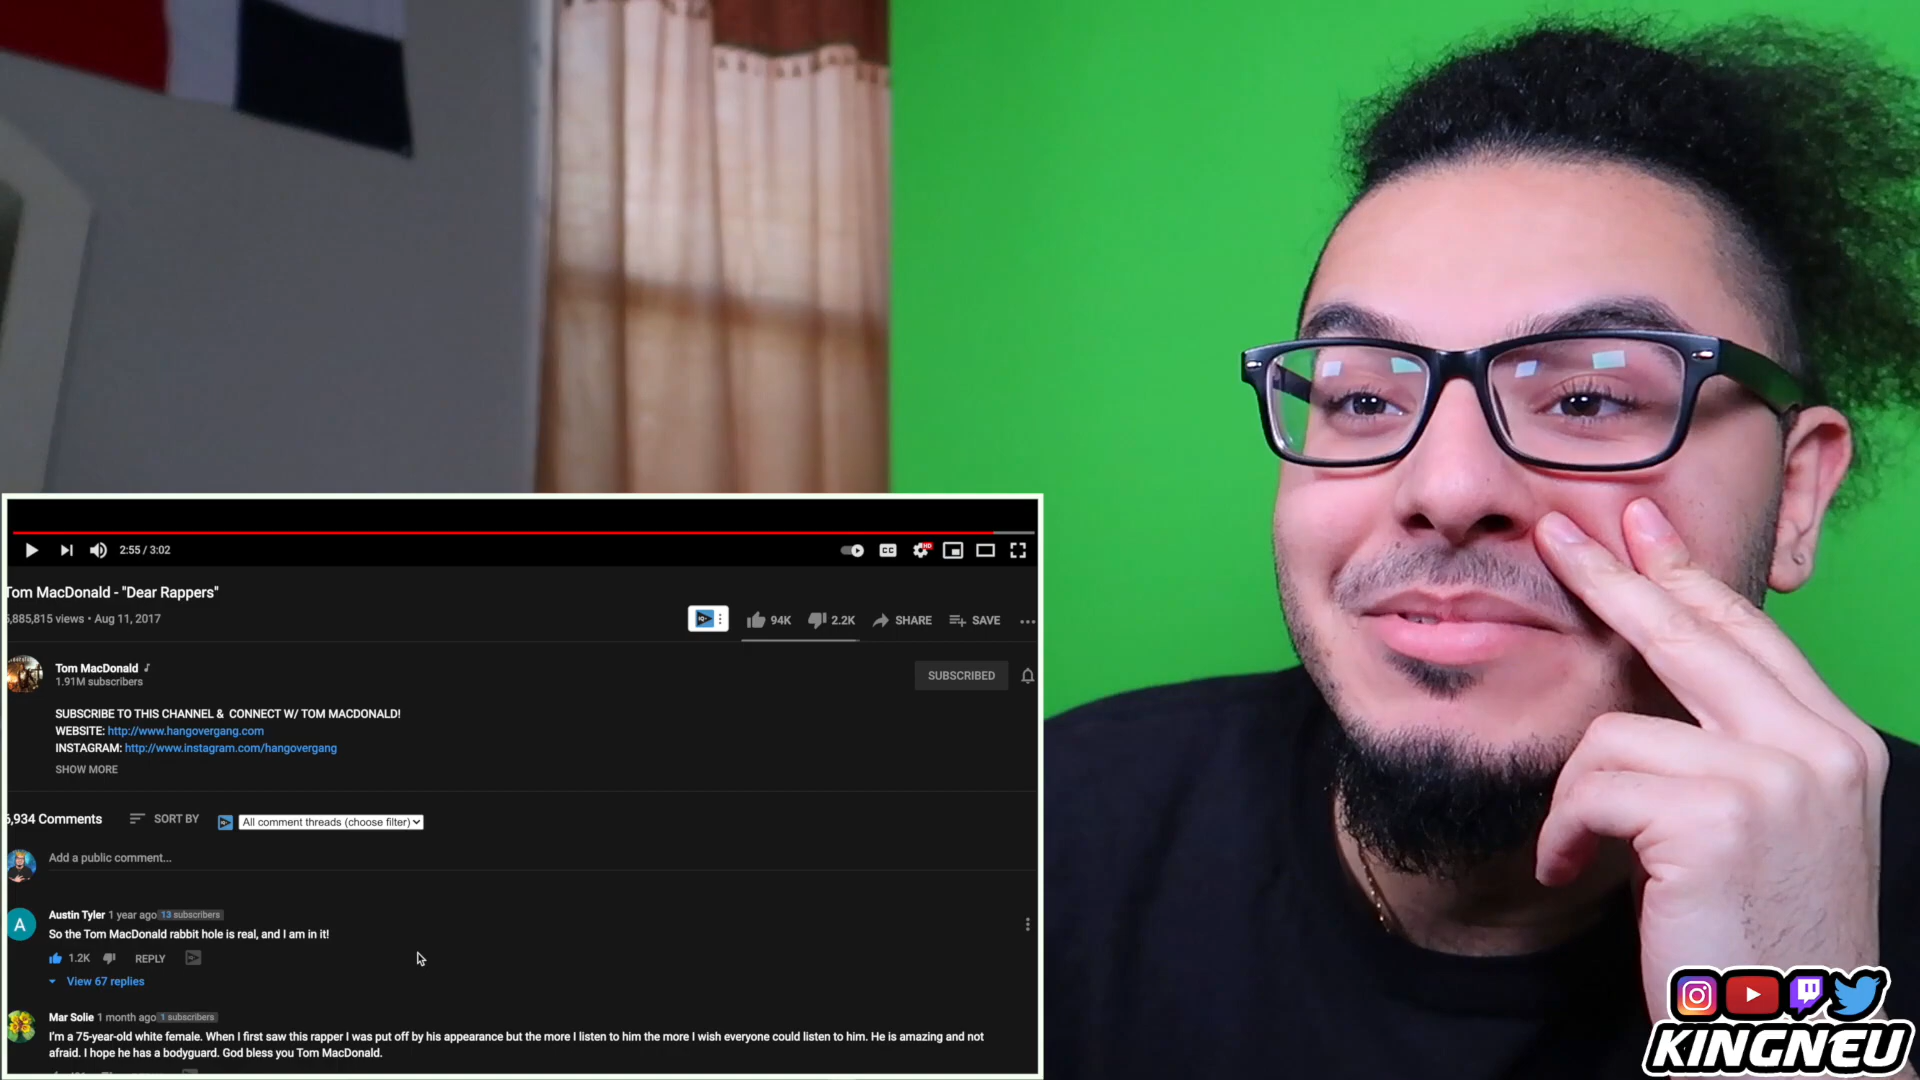 2:55 / 3:02
CC
HD
Tom MacDonald - "Dear Rappers"
,885,815 views • Aug 11, 2017
94K
2.2K
SHARE
SAVE
Tom MacDonald
1.91M subscribers
SUBSCRIBED
SUBSCRIBE TO THIS CHANNEL & CONNECT W/ TOM MACDONALD!
WEBSITE: http://www.hangovergang.com
INSTAGRAM: http://www.instagram.com/hangovergang
SHOW MORE
6,934 Comments
SORT BY
All comment threads (choose filter)
Add a public comment...
A
Austin Tyler 1 year ago 13 subscribers
So the Tom MacDonald rabbit hole is real, and I am in it!
1.2K
REPLY
View 67 replies
Mar Solie 1 month ago 1 subscribers
I'm a 75-year-old white female. When I first saw this rapper I was put off by his appearance but the more I listen to him the more I wish everyone could listen to him. He is amazing and not
afraid. I hope he has a bodyguard. God bless you Tom MacDonald.
KINGNEU